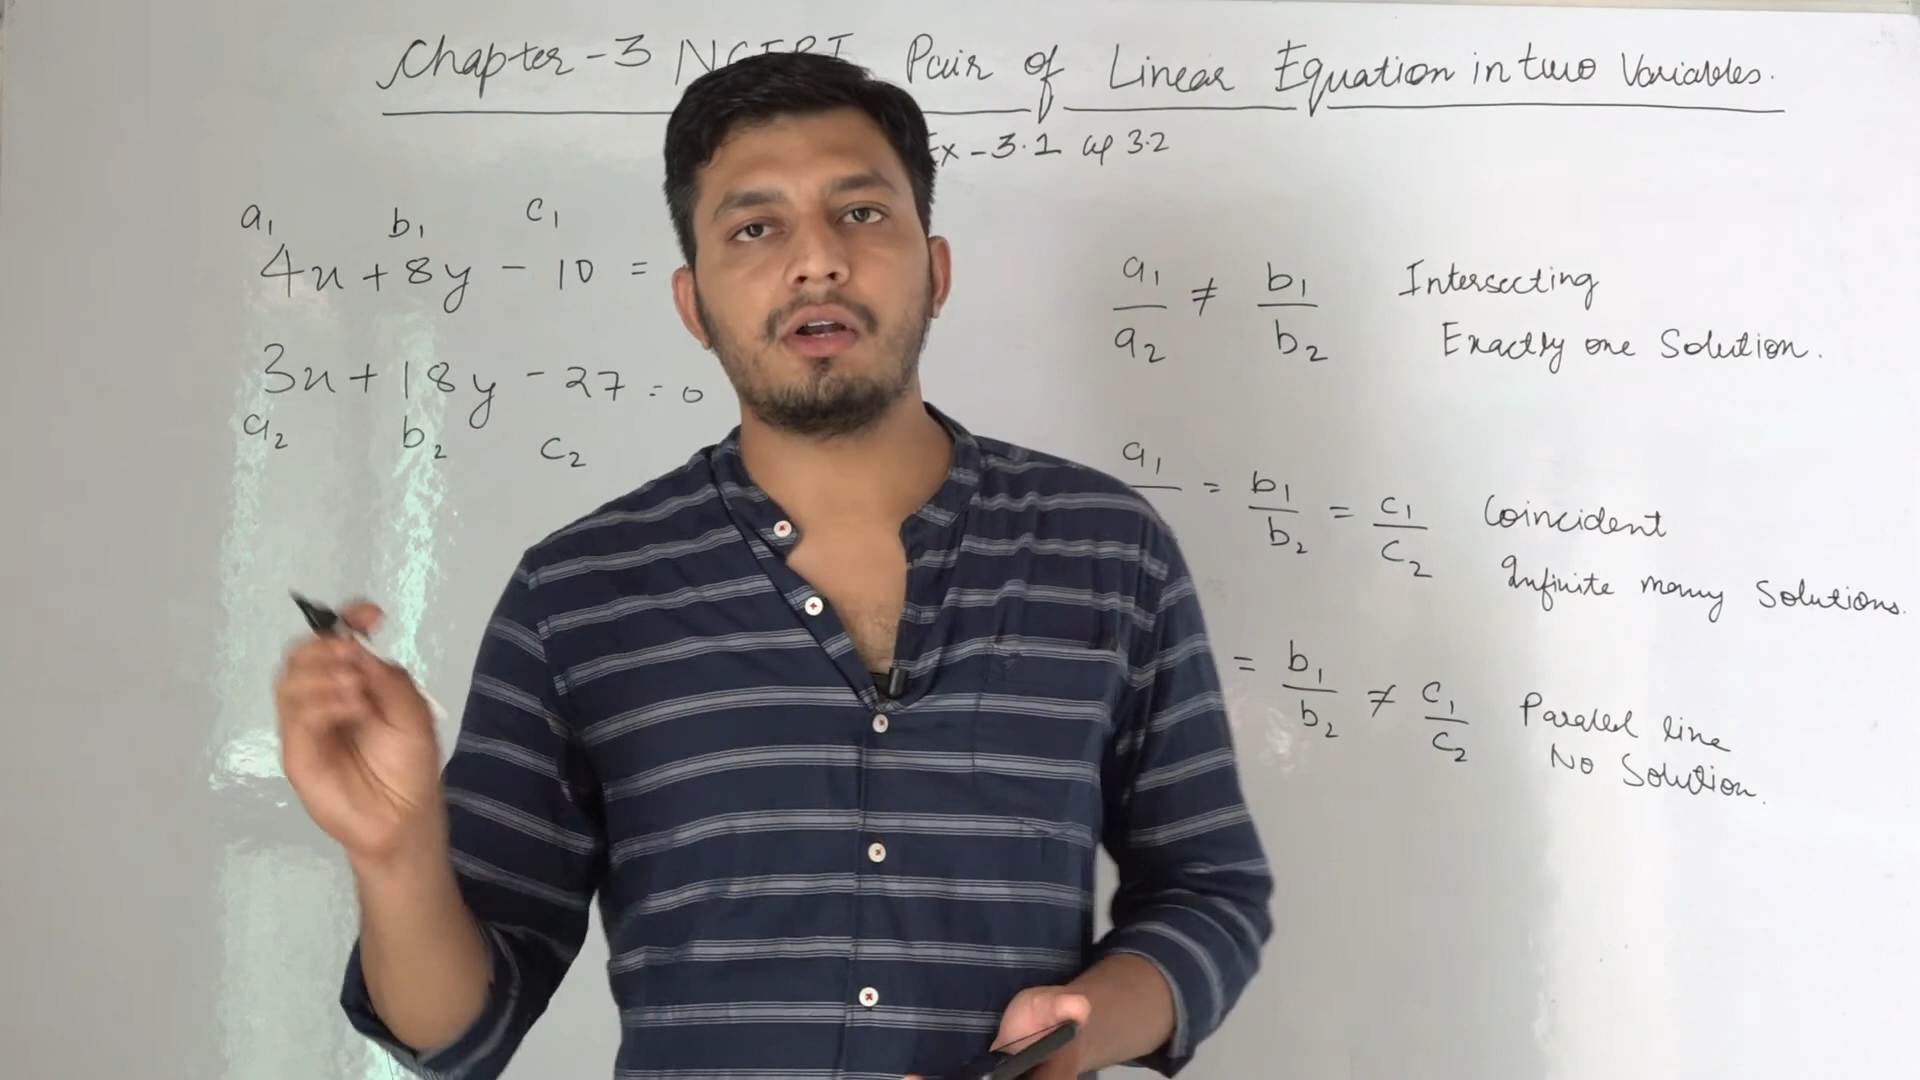 Chapter-3 NCERT Pair of Linear Equation in two Variables.
Ex-3.1 & 3.2
a₁ b₁ c₁
4x + 8y - 10 =
3x + 18y - 27 = 0
a₂ b₂ c₂
a₁/a₂ ≠ b₁/b₂ Intersecting
Exactly one Solution.
a₁ = b₁/b₂ = c₁/c₂ Coincident
Infinite many Solutions.
= b₁/b₂ ≠ c₁/c₂ Paralel line
No Solution.